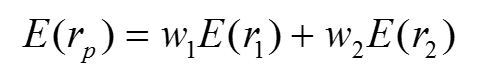 E(r_p) = w_1E(r_1) + w_2E(r_2)